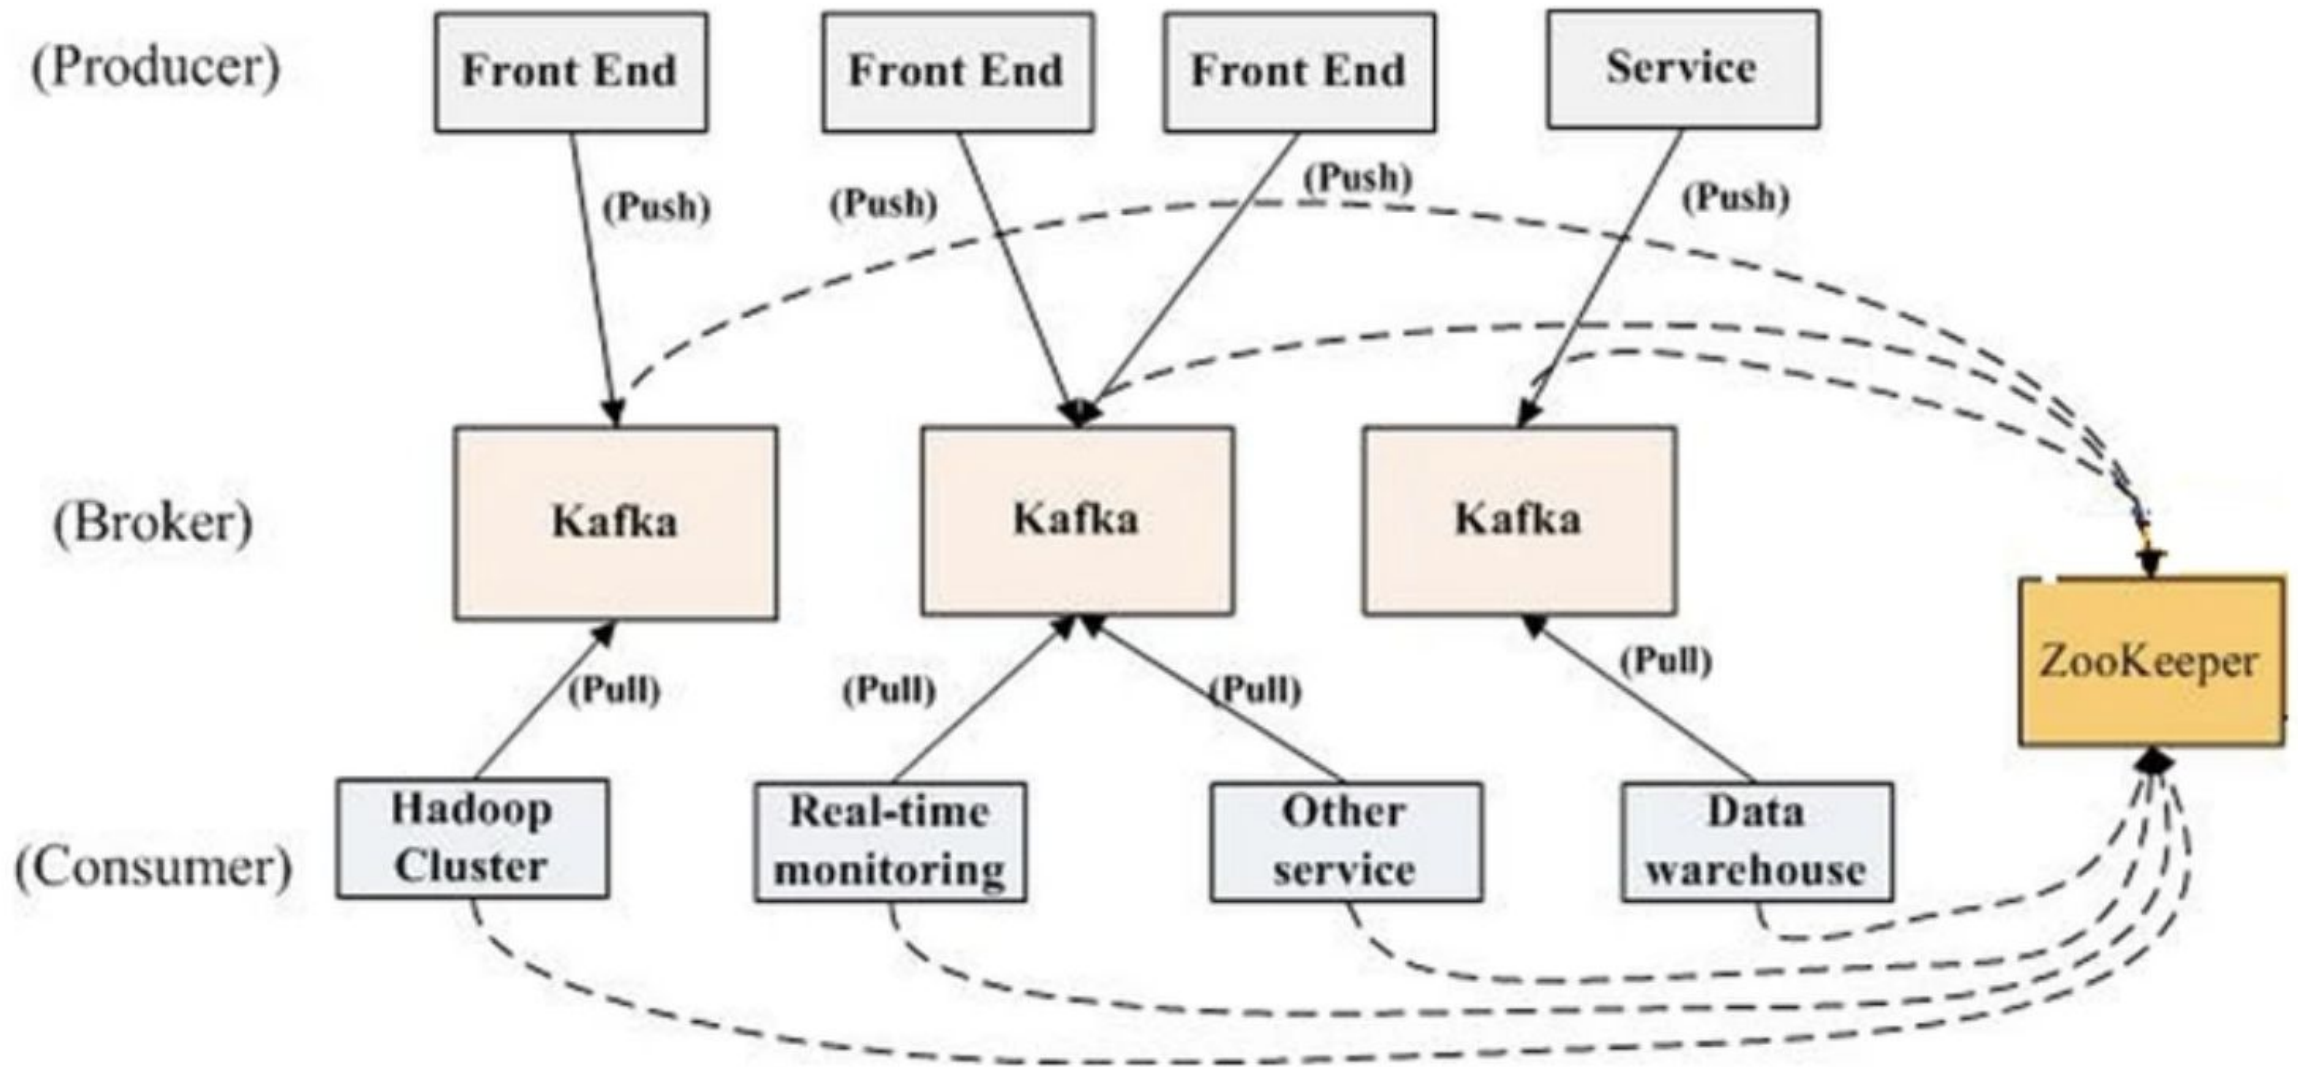 (Producer)
Front End
Front End
Front End
Service
(Push)
(Push)
(Push)
(Push)
(Broker)
Kafka
Kafka
Kafka
ZooKeeper
(Pull)
(Pull)
(Pull)
(Pull)
(Consumer)
Hadoop
Cluster
Real-time
monitoring
Other
service
Data
warehouse